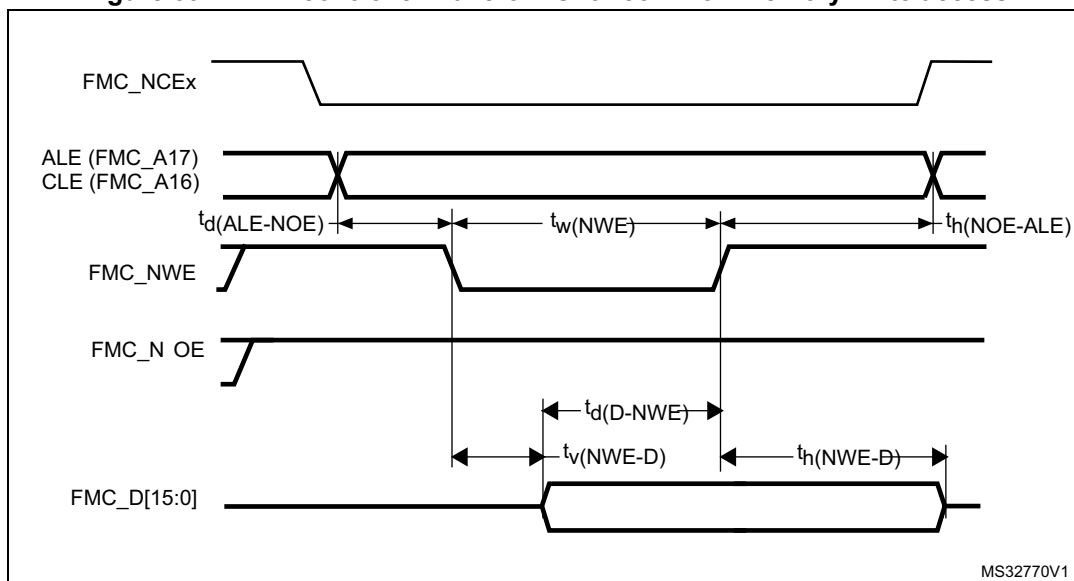 FMC_NCEx
ALE (FMC_A17)
CLE (FMC_A16)
td(ALE-NOE)
tw(NWE)
th(NOE-ALE)
FMC_NWE
FMC_N OE
td(D-NWE)
tv(NWE-D)
th(NWE-D)
FMC_D[15:0]
MS32770V1